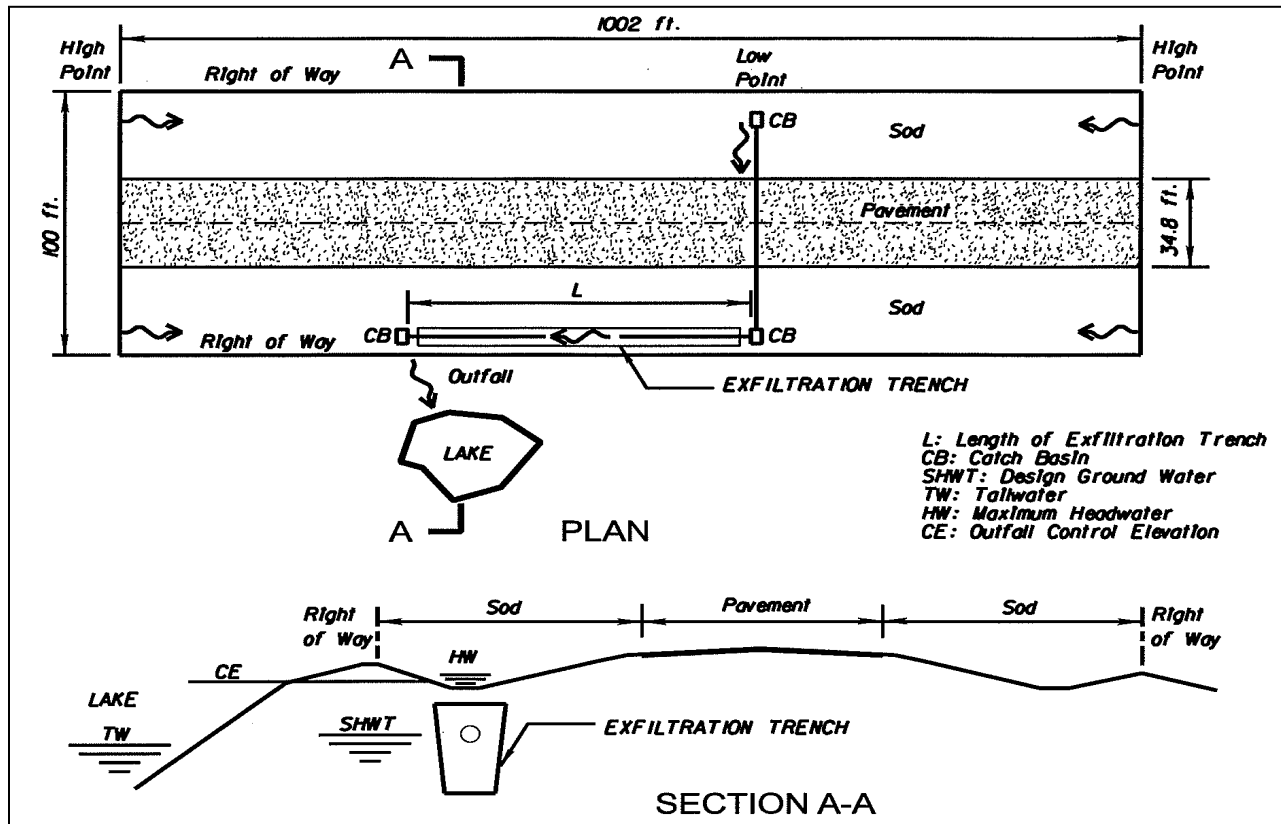 1002 ft.
High
Point
Right of Way
A
Low
Point
High
Point
CB
Sod
100 ft.
Pavement
34.8 ft.
L
Sod
CB
CB
Right of Way
Outfall
EXFILTRATION TRENCH
LAKE
A
PLAN
L: Length of Exfiltration Trench
CB: Catch Basin
SHWT: Design Ground Water
TW: Tailwater
HW: Maximum Headwater
CE: Outfall Control Elevation
Right
of Way
Sod
Pavement
Sod
Right
of Way
CE
HW
LAKE
TW
SHWT
EXFILTRATION TRENCH
SECTION A-A